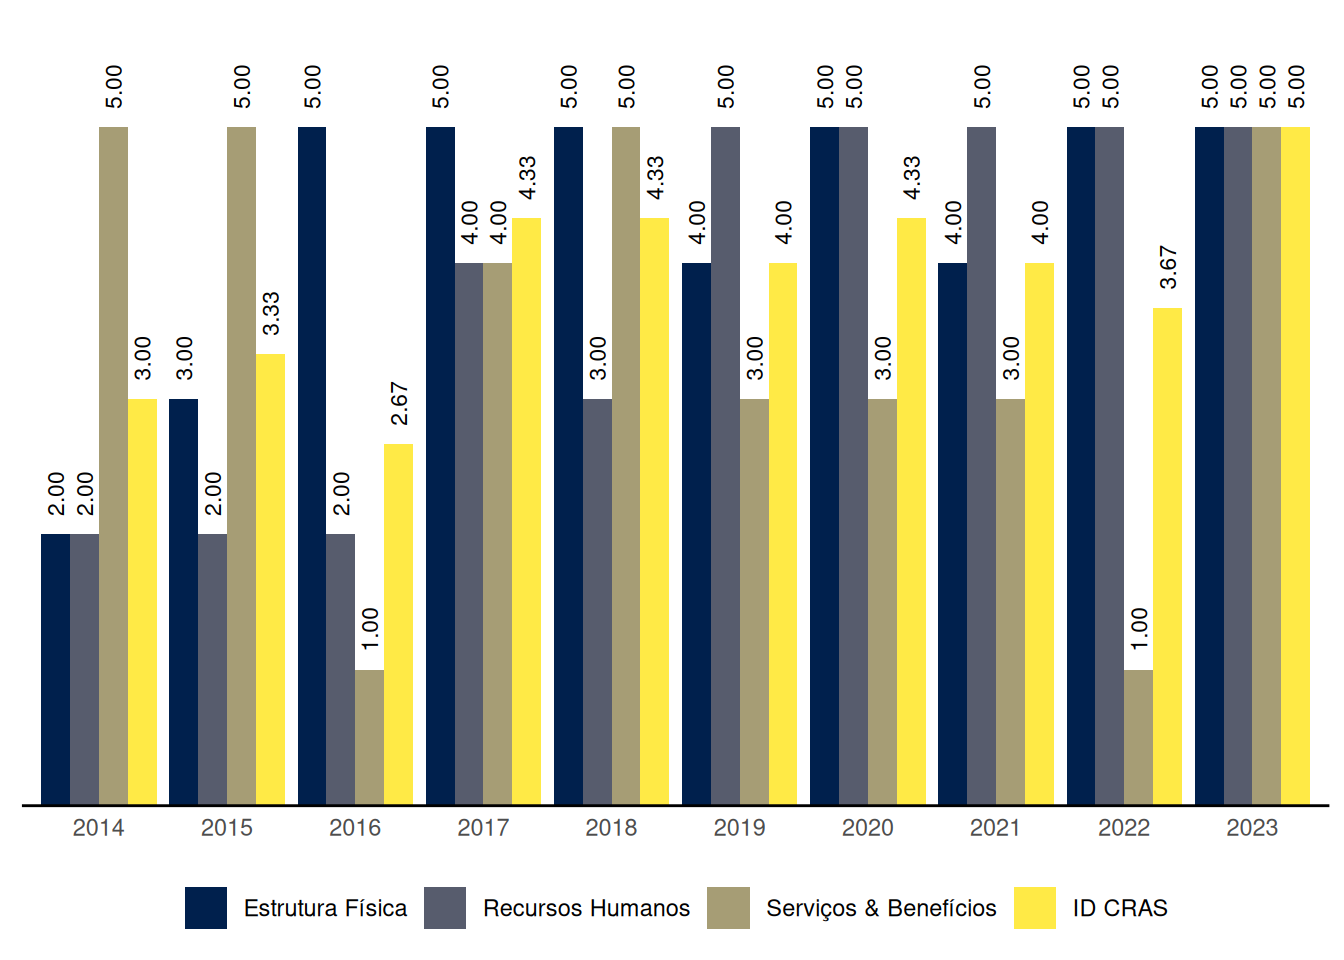 5.00 5.00 5.00 5.00 5.00 5.00 5.00 5.00 5.00 5.00 5.00 5.00 5.00 5.00 5.00 5.00
4.33 4.33 4.33
4.00 4.00 4.00 4.00 4.00 4.00
3.67
3.33
3.00 3.00 3.00 3.00 3.00 3.00
2.67
2.00 2.00 2.00 2.00
1.00 1.00
2014 2015 2016 2017 2018 2019 2020 2021 2022 2023
Estrutura Física Recursos Humanos Serviços & Benefícios ID CRAS